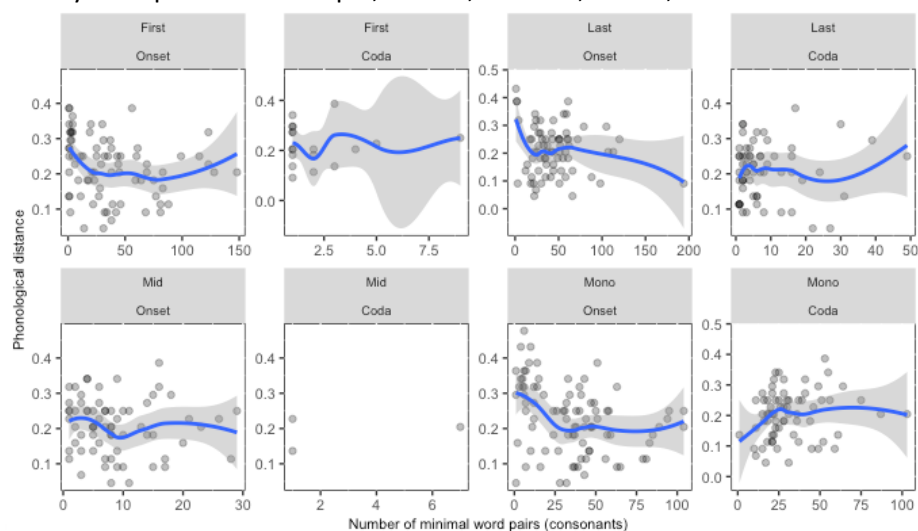 First
First
Last
Last
Onset
Coda
Onset
Coda
0.4
0.3
0.2
0.1
0.4
0.2
0.0
0.5
0.4
0.3
0.2
0.1
0.0
0.4
0.3
0.2
0.1
0 50 100 150
2.5 5.0 7.5
0 50 100 150 200
0 10 20 30 40 50
Phonological distance
Mid
Mid
Mono
Mono
Onset
Coda
Onset
Coda
0.4
0.3
0.2
0.1
0.4
0.3
0.2
0.1
0.4
0.3
0.2
0.1
0.5
0.4
0.3
0.2
0.1
0.0
0 10 20 30
2 4 6
0 25 50 75 100
0 25 50 75 100
Number of minimal word pairs (consonants)